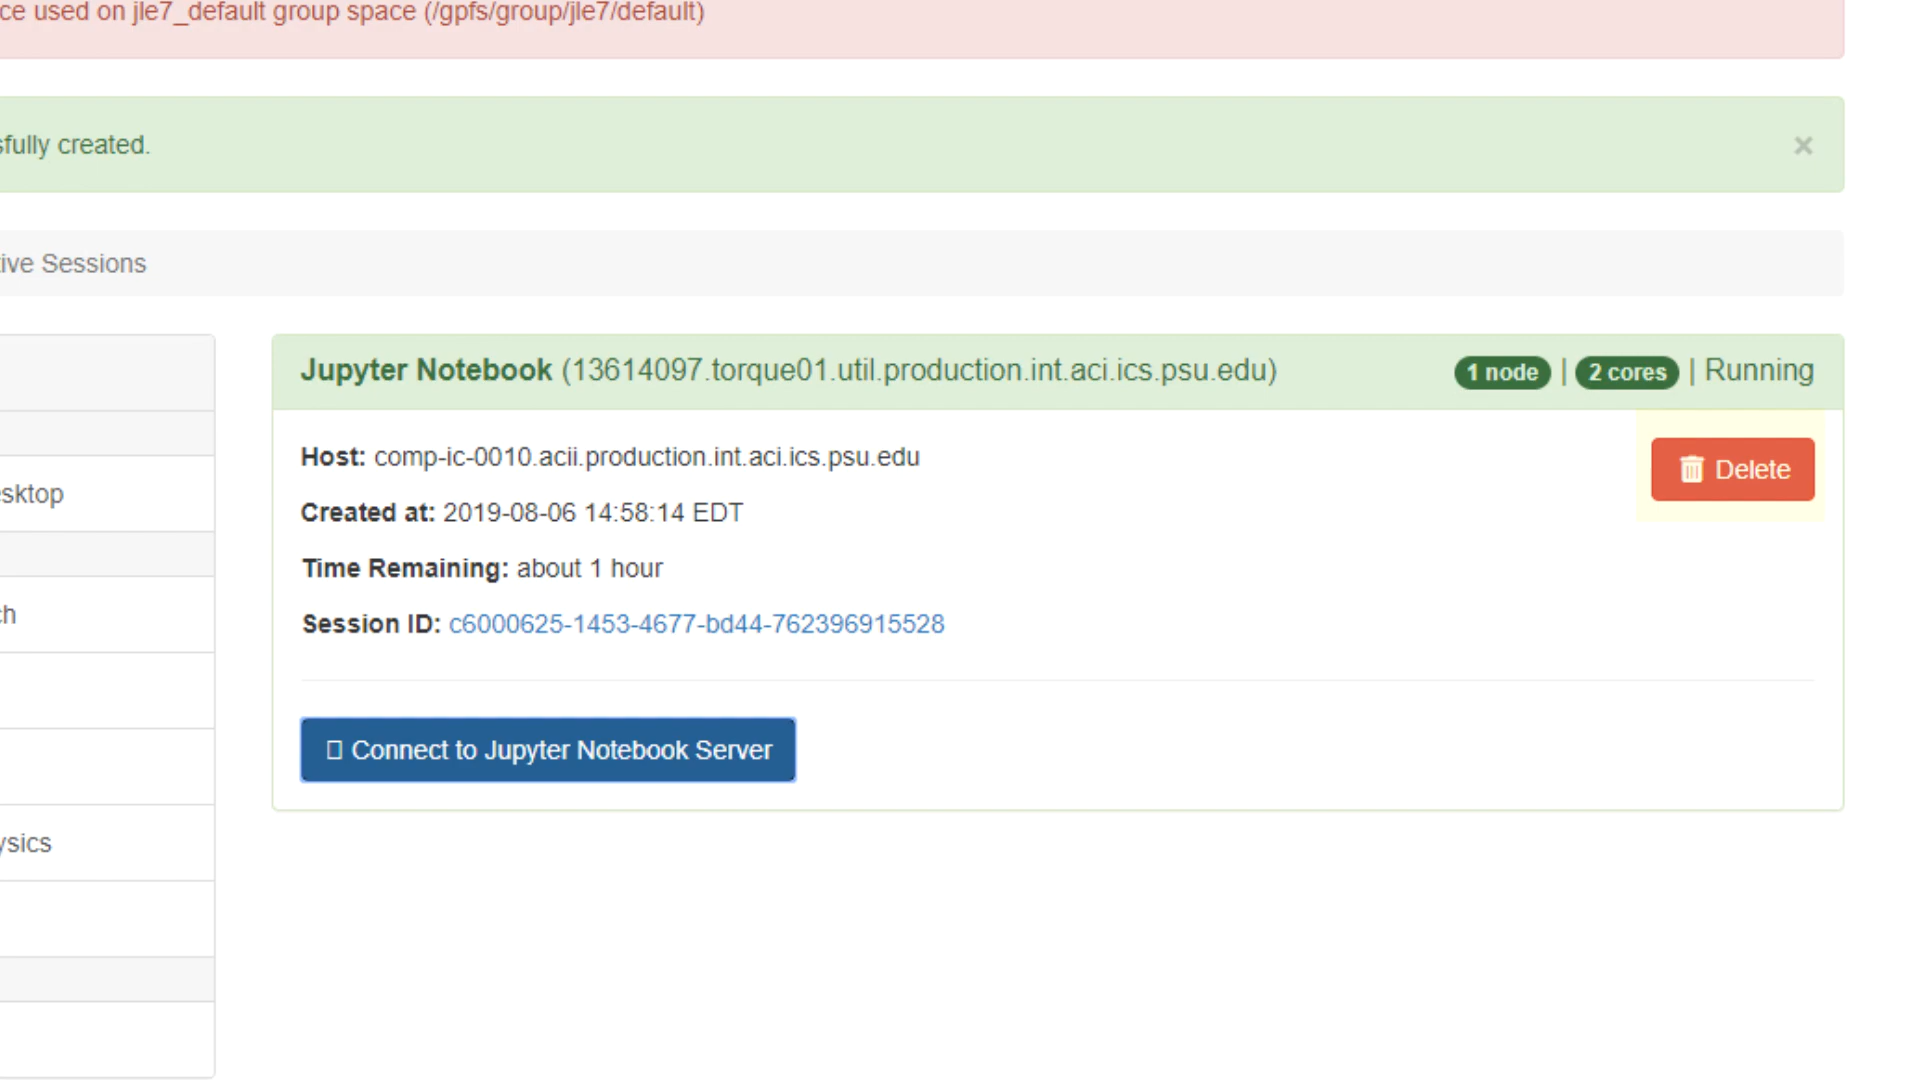 ce used on jle7_default group space (/gpfs/group/jle7/default)
sfully created.
×
ive Sessions
sktop
ch
ysics
Jupyter Notebook (13614097.torque01.util.production.int.aci.ics.psu.edu) 1 node | 2 cores | Running
Host: comp-ic-0010.acii.production.int.aci.ics.psu.edu
Delete
Created at: 2019-08-06 14:58:14 EDT
Time Remaining: about 1 hour
Session ID: c6000625-1453-4677-bd44-762396915528
Connect to Jupyter Notebook Server